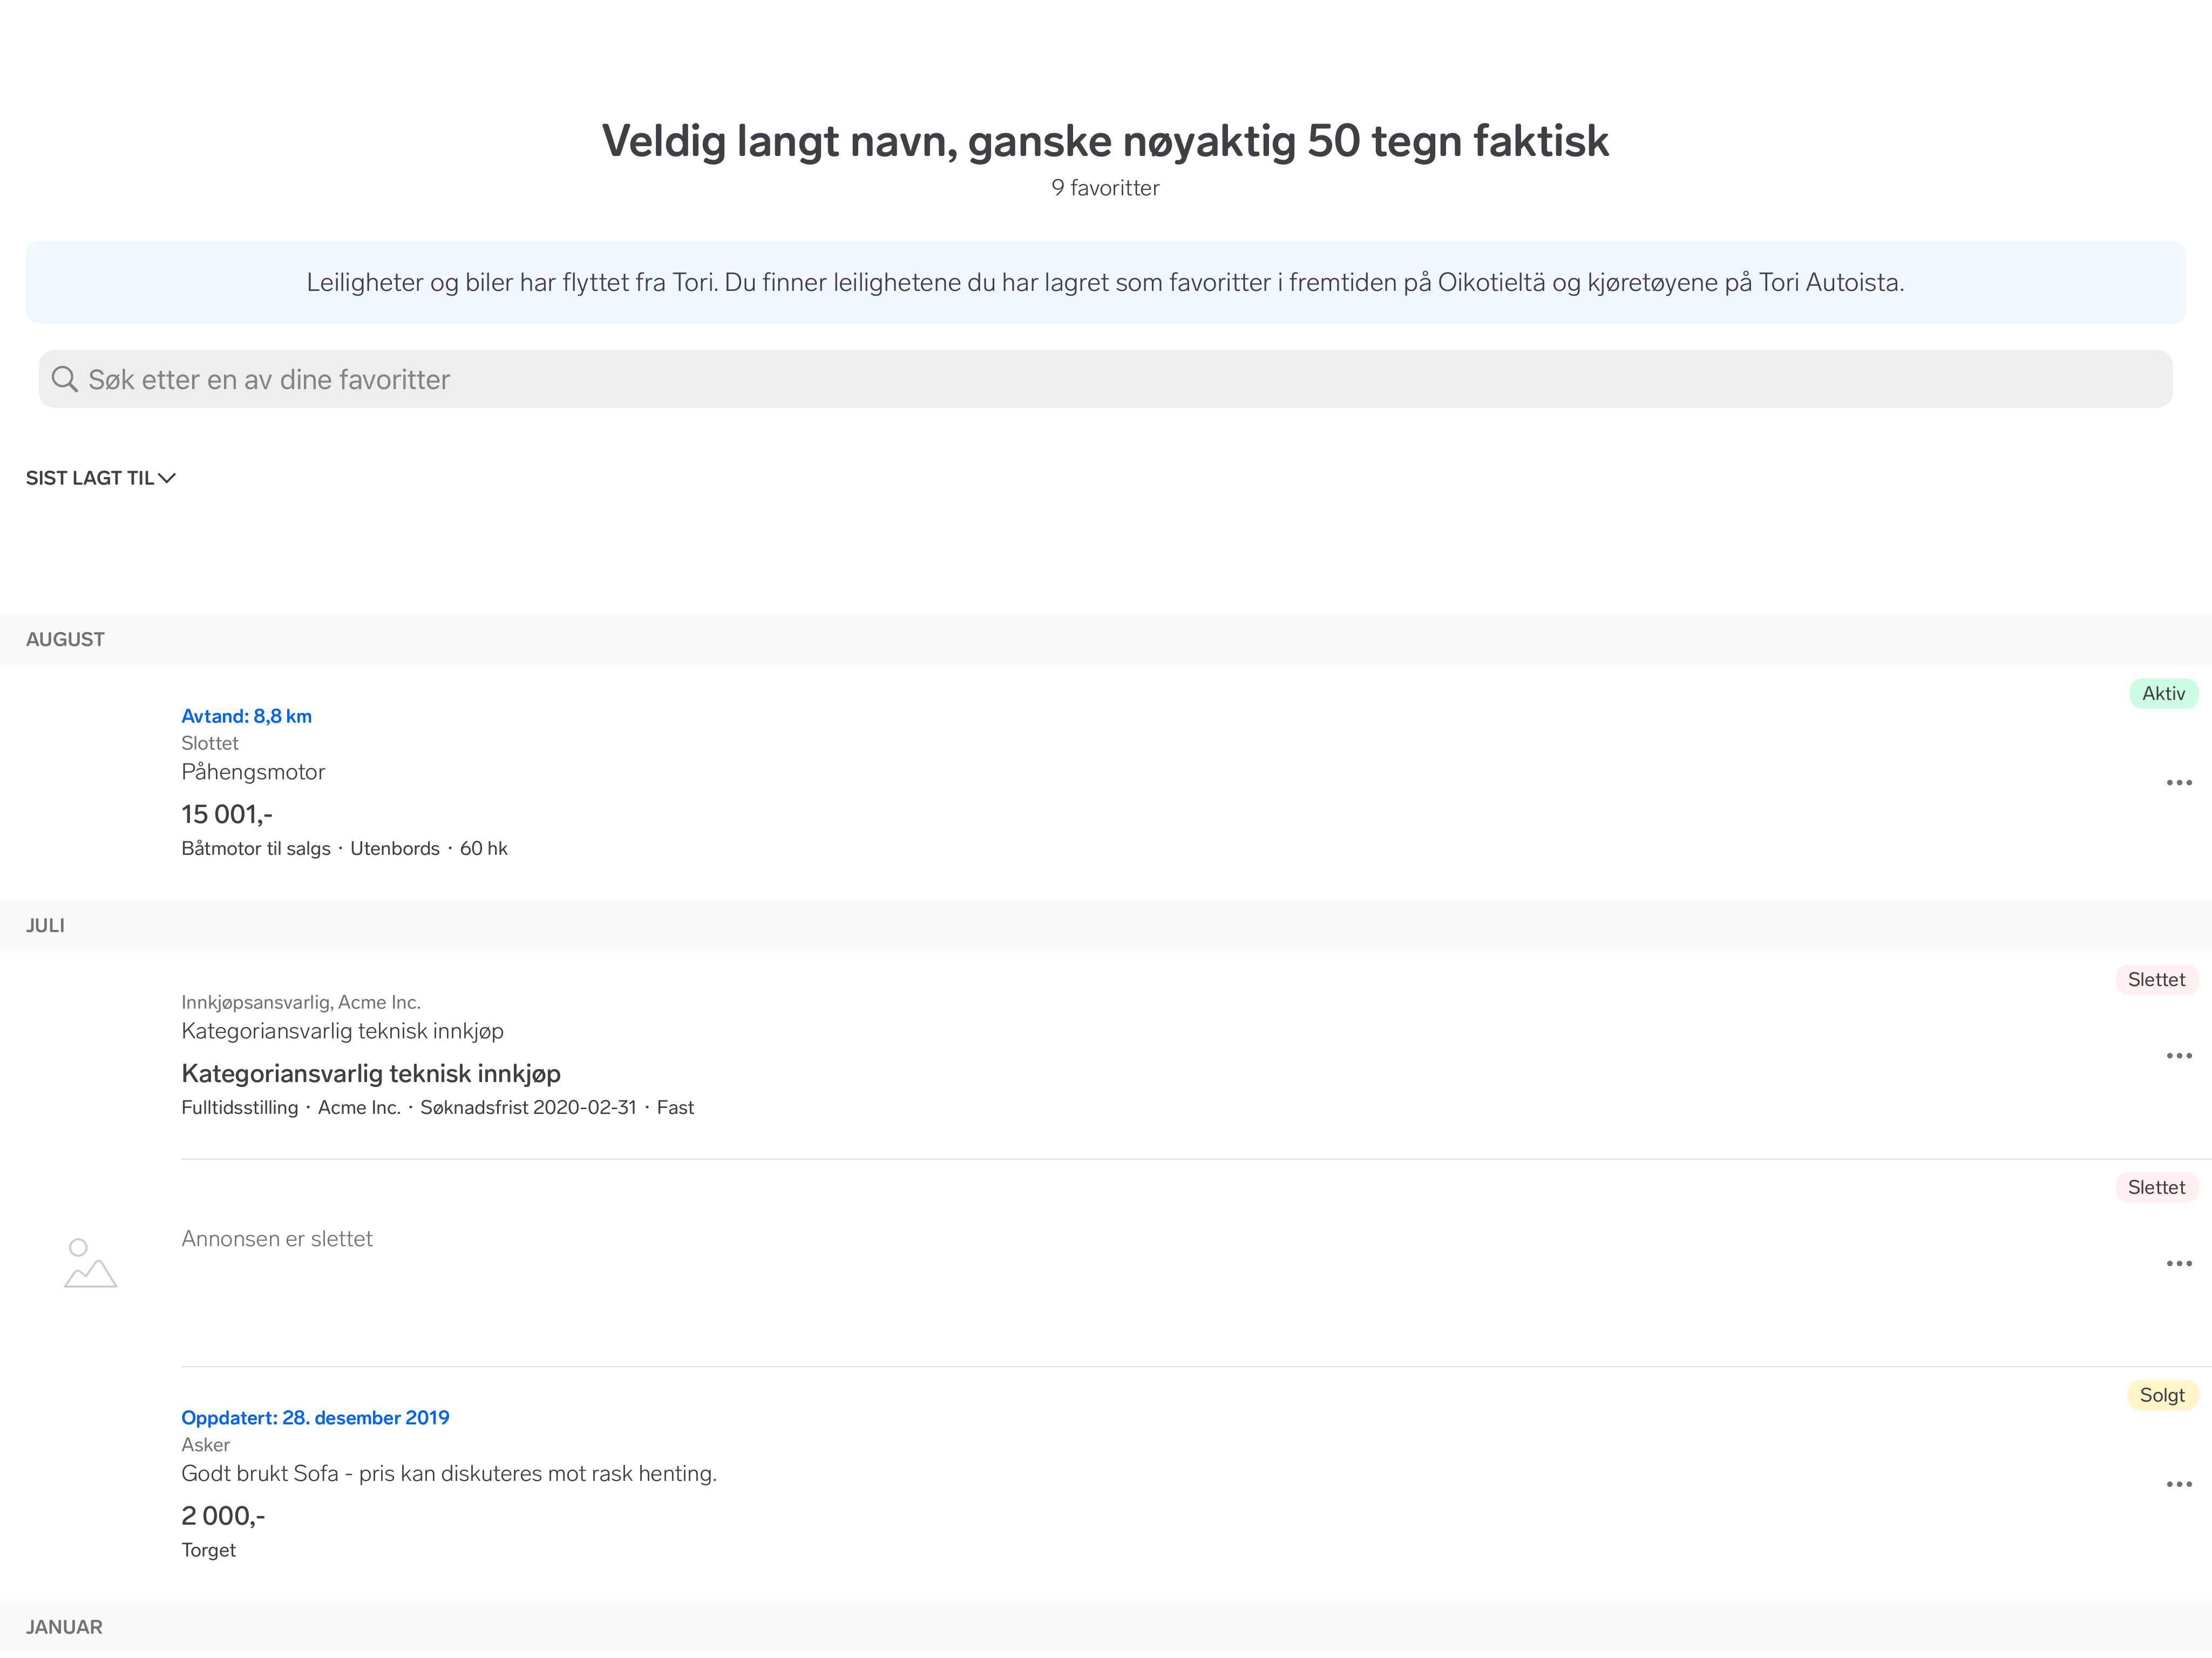 Veldig langt navn, ganske nøyaktig 50 tegn faktisk
9 favoritter
Leiligheter og biler har flyttet fra Tori. Du finner leilighetene du har lagret som favoritter i fremtiden på Oikotieltä og kjøretøyene på Tori Autoista.
Søk etter en av dine favoritter
SIST LAGT TIL
AUGUST
Aktiv
Avtand: 8,8 km
Slottet
Påhengsmotor
15 001,-
Båtmotor til salgs · Utenbords · 60 hk
JULI
Slettet
Innkjøpsansvarlig, Acme Inc.
Kategoriansvarlig teknisk innkjøp
Kategoriansvarlig teknisk innkjøp
Fulltidsstilling · Acme Inc. · Søknadsfrist 2020-02-31 · Fast
Slettet
Annonsen er slettet
Solgt
Oppdatert: 28. desember 2019
Asker
Godt brukt Sofa - pris kan diskuteres mot rask henting.
2 000,-
Torget
JANUAR